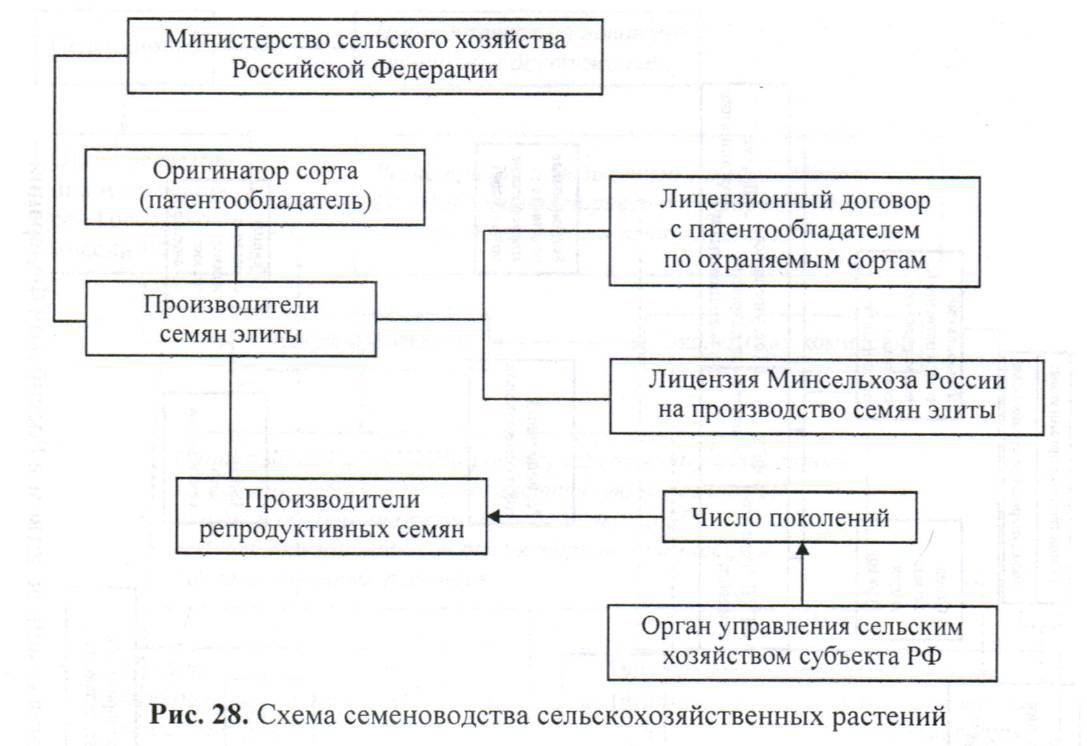 Министерство сельского хозяйства
Российской Федерации
Оригинатор сорта
(патентообладатель)
Лицензионный договор
с патентообладателем
по охраняемым сортам
Производители
семян элиты
Лицензия Минсельхоза России
на производство семян элиты
Производители
репродуктивных семян
Число поколений
Орган управления сельским
хозяйством субъекта РФ
Рис. 28. Схема семеноводства сельскохозяйственных растений